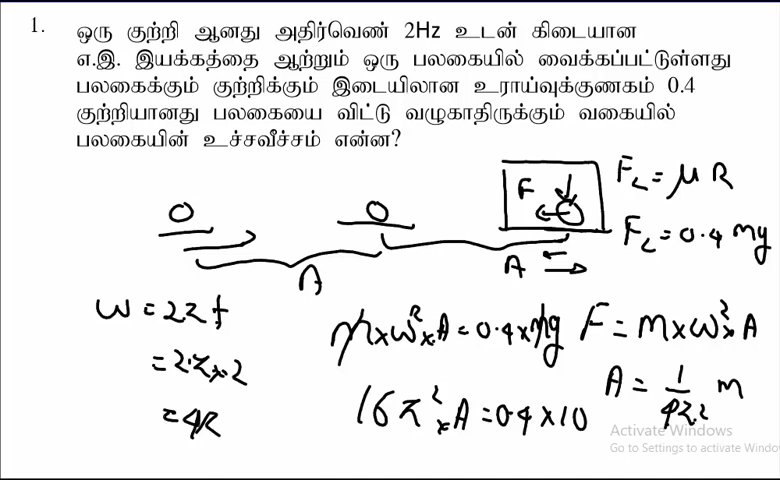 1. ஒரு குற்றி ஆனது அதிர்வெண் 2Hz உடன் கிடையான
எ.இ. இயக்கத்தை ஆற்றும் ஒரு பலகையில் வைக்கப்பட்டுள்ளது
பலகைக்கும் குற்றிக்கும் இடையிலான உராய்வுக்குணகம் 0.4
குற்றியானது பலகையை விட்டு வழுகாதிருக்கும் வகையில்
பலகையின் உச்சவீச்சம் என்ன?
F
F_L = μR
F_L = 0.4 mg
A
A
ω = 2πf
= 2·π×2
= 4π
m×ω²×A = 0.4×mg
F = m×ω²×A
16π²×A = 0.4×10
A = 1/4π² m
Activate Windows
Go to Settings to activate Windo